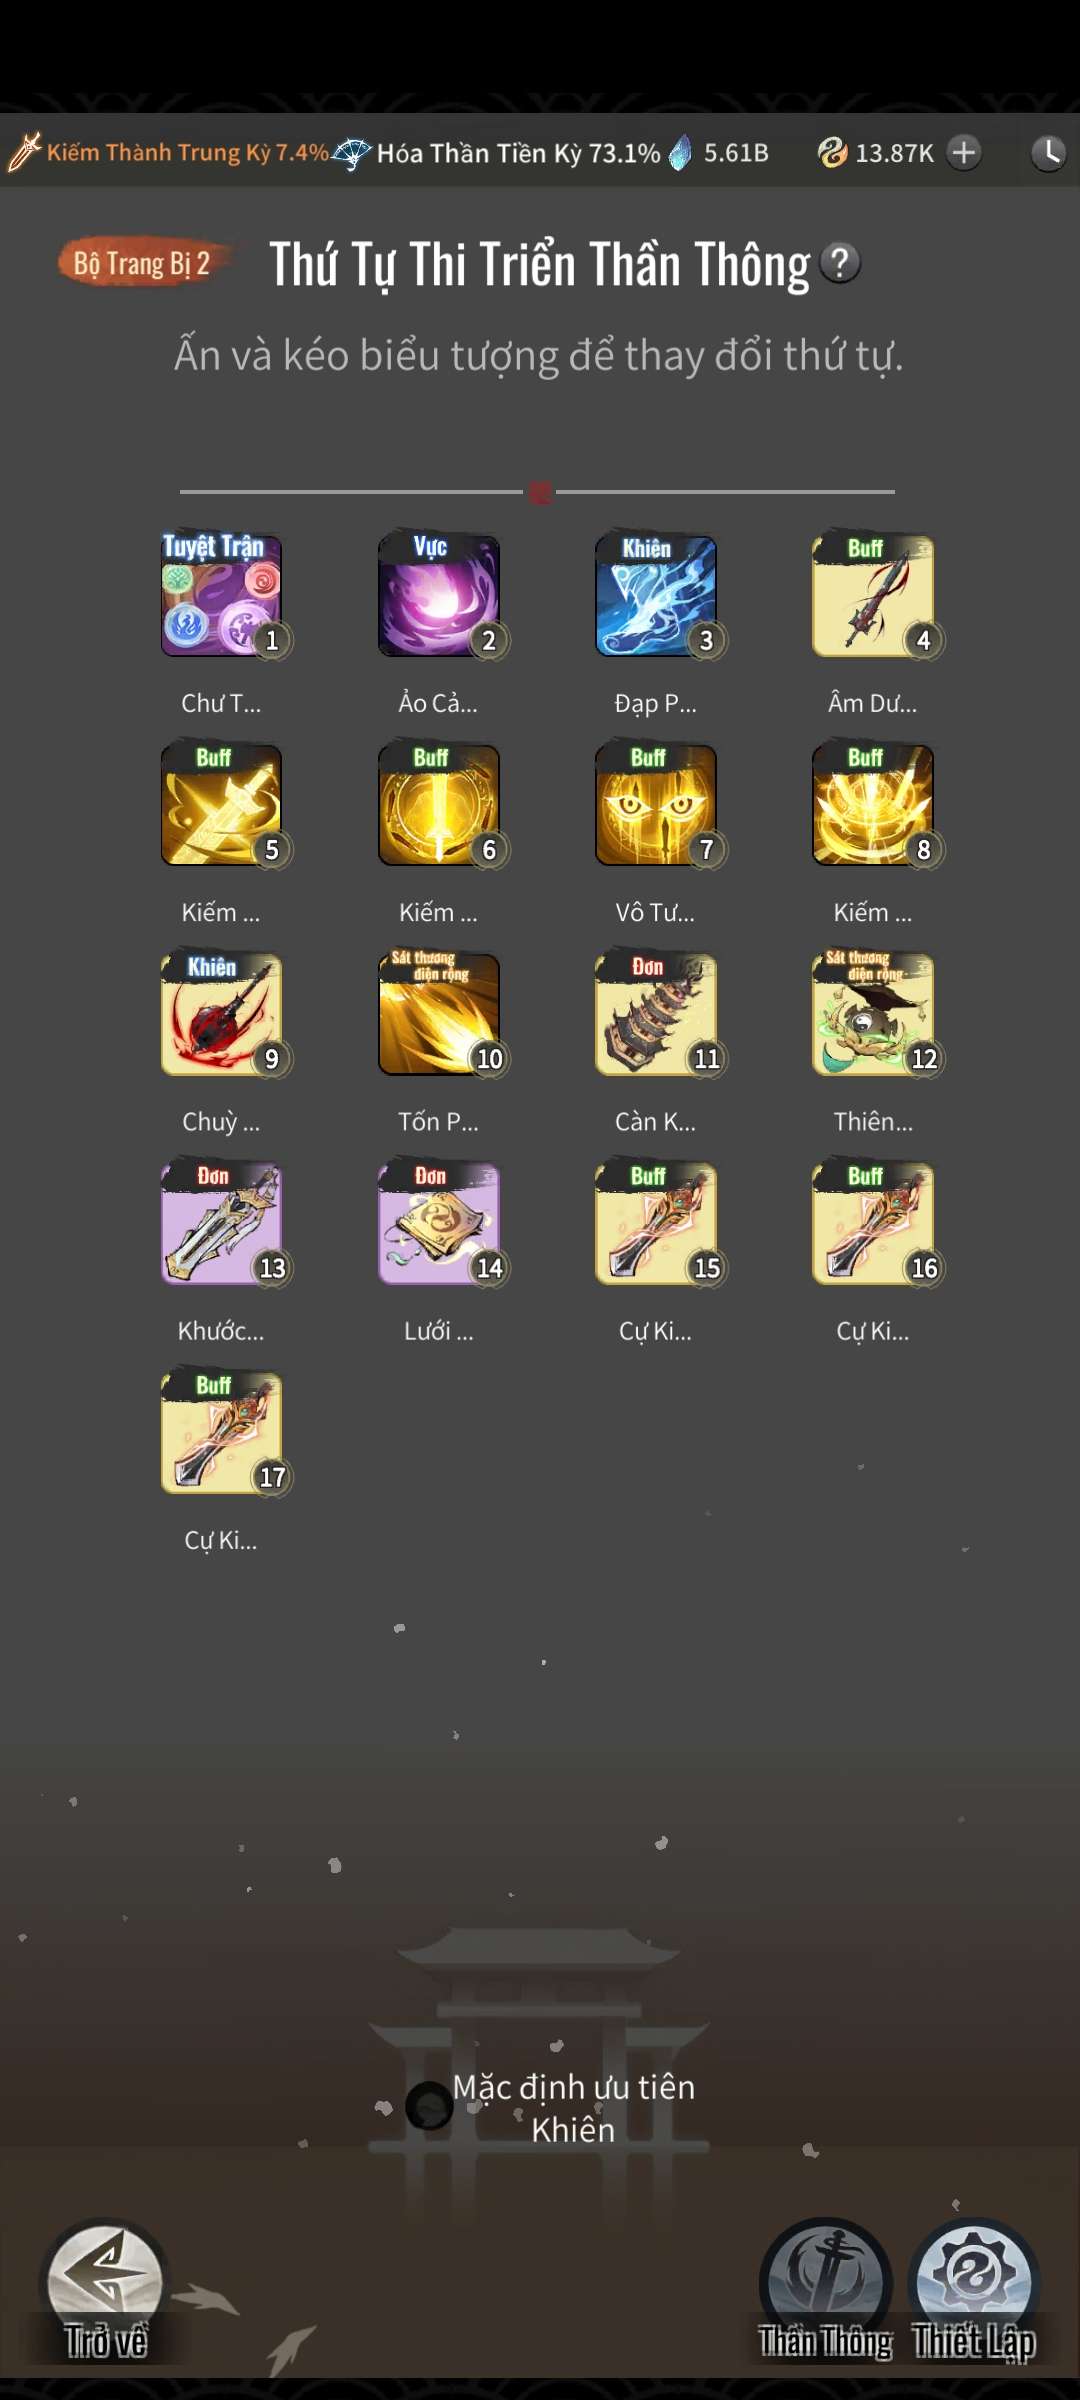 Kiếm Thành Trung Kỳ 7.4% Hóa Thần Tiền Kỳ 73.1% 5.61B 13.87K
Bộ Trang Bị 2
Thứ Tự Thi Triển Thần Thông ?
Ấn và kéo biểu tượng để thay đổi thứ tự.
Tuyệt Trận Vực Khiên Buff
1 2 3 4
Chư T... Ảo Cả... Đạp P... Âm Dư...
Buff Buff Buff Buff
5 6 7 8
Kiếm ... Kiếm ... Vô Tư... Kiếm ...
Khiên Sát thương diện rộng Đơn Sát thương diện rộng
9 10 11 12
Chuỳ ... Tốn P... Càn K... Thiên...
Đơn Đơn Buff Buff
13 14 15 16
Khước... Lưới ... Cự Ki... Cự Ki...
Buff
17
Cự Ki...
Mặc định ưu tiên
Khiên
Trở về Thần Thông Thiết Lập